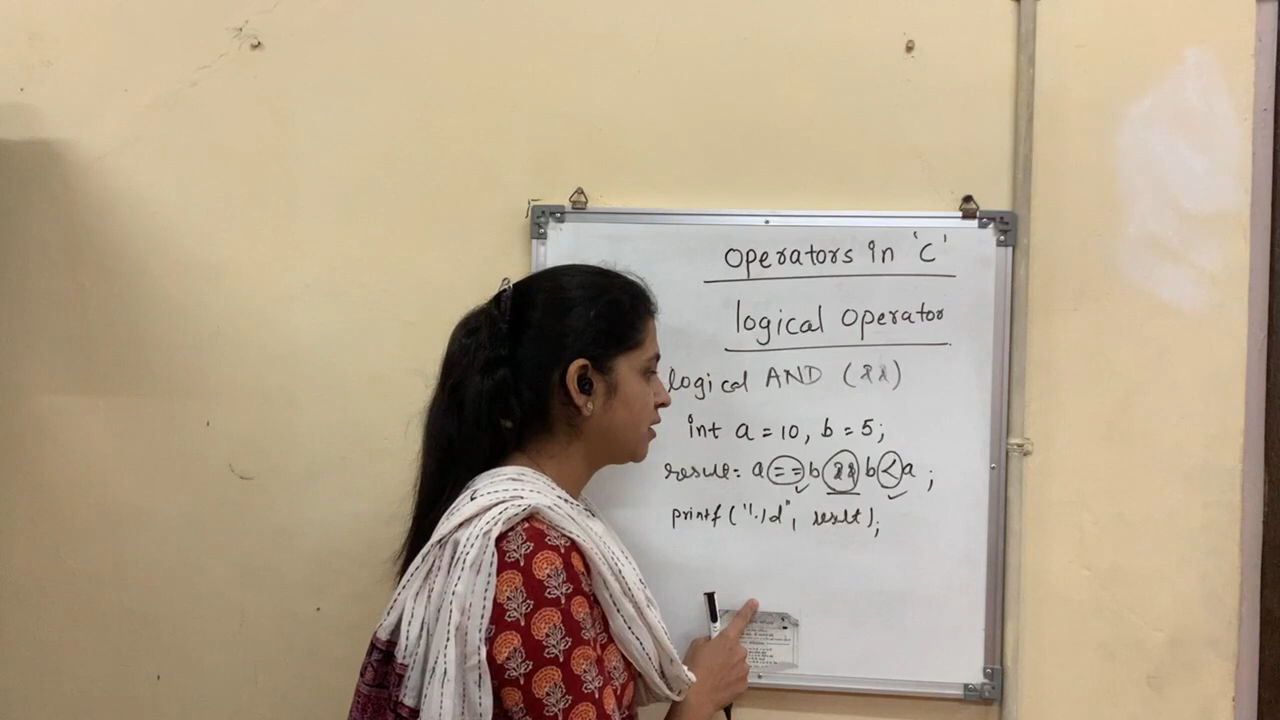 Operators in 'C'
logical Operator
logical AND (&&)
int a = 10, b = 5;
result = a == b && b < a ;
printf ("%d", result);